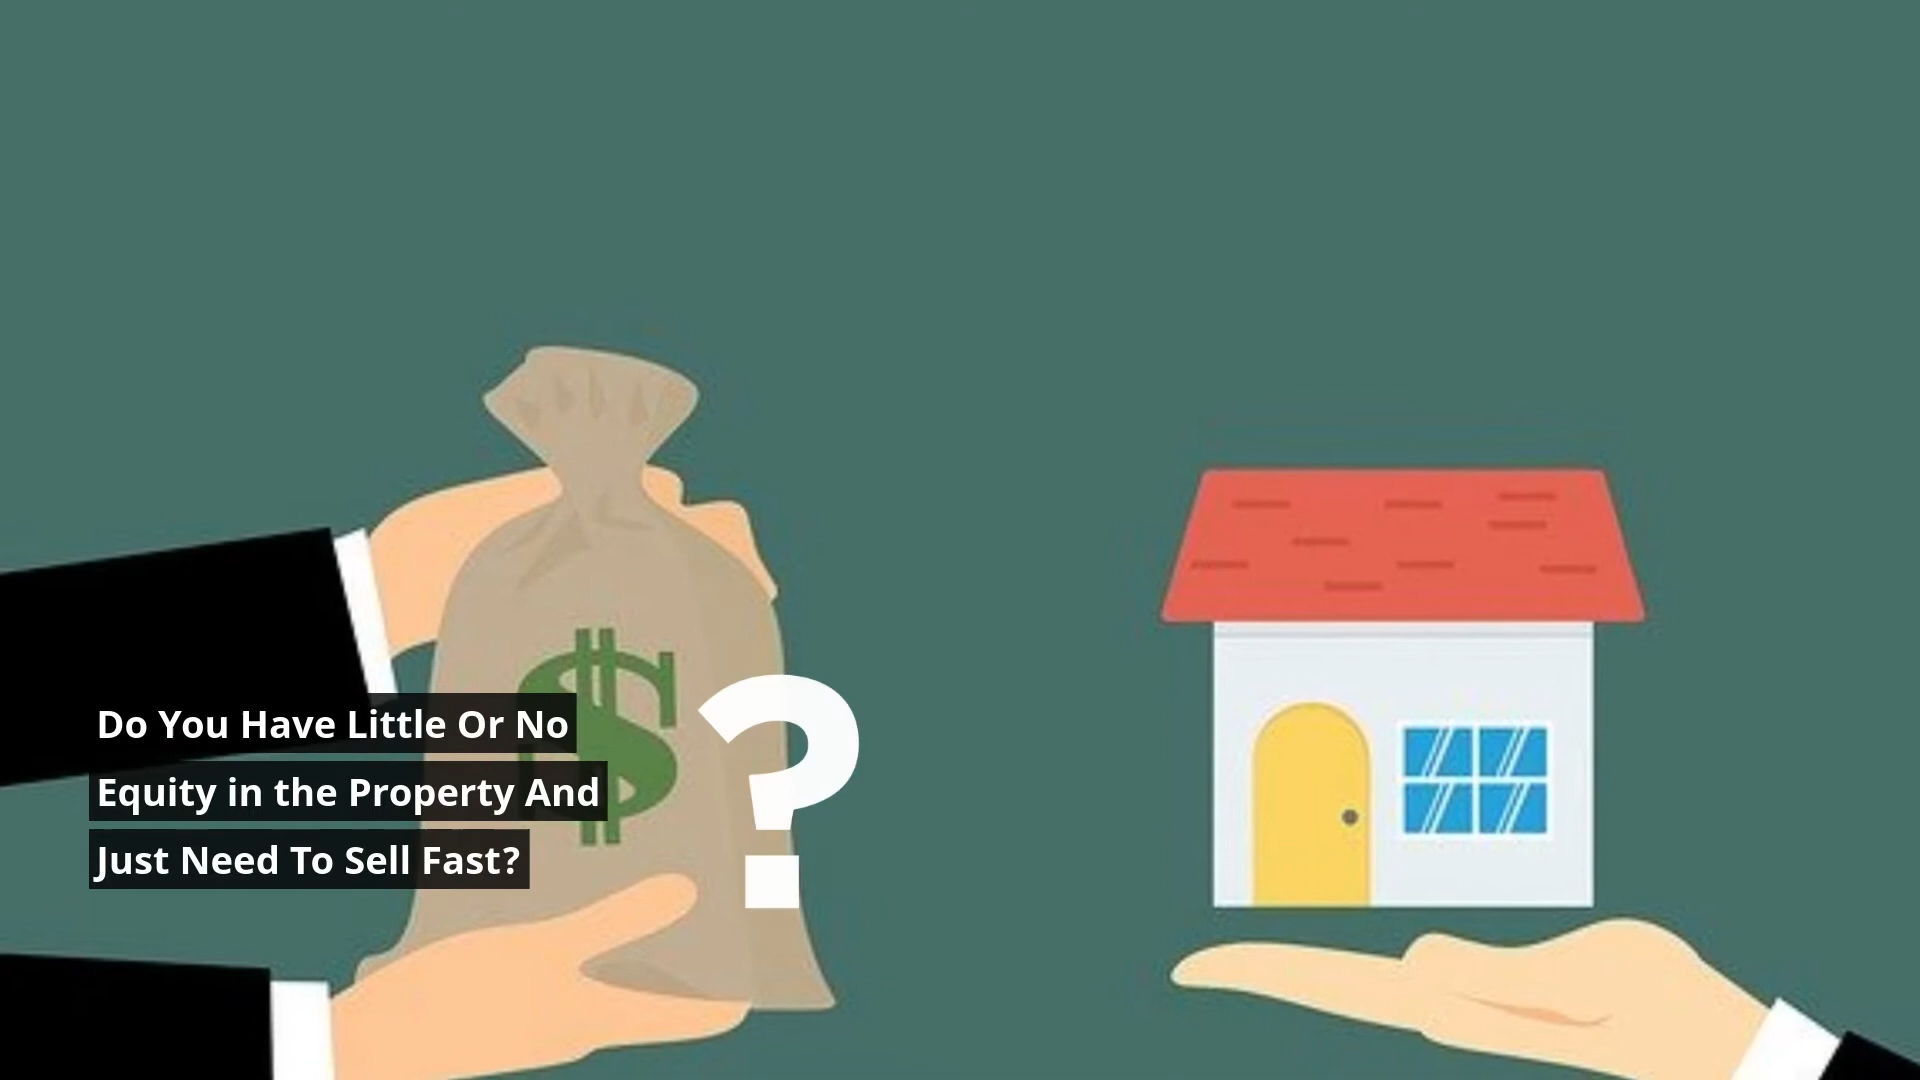 Do You Have Little Or No
Equity in the Property And
Just Need To Sell Fast?
$
?